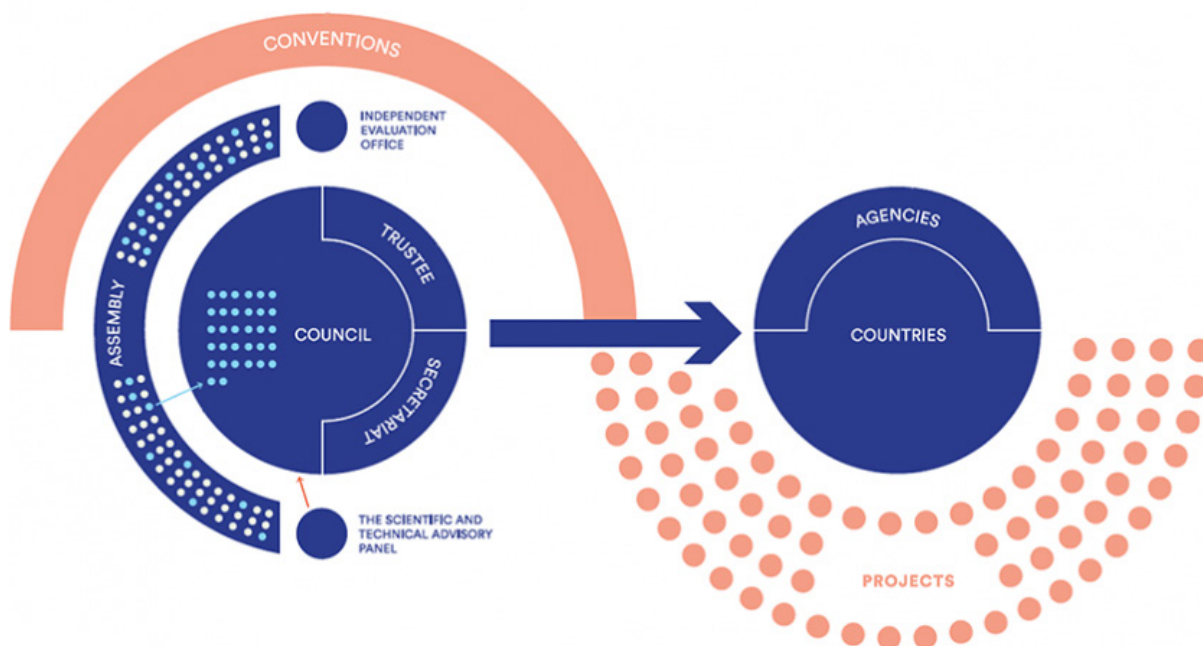 CONVENTIONS
INDEPENDENT
EVALUATION
OFFICE
ASSEMBLY
TRUSTEE
COUNCIL
SECRETARIAT
THE SCIENTIFIC AND
TECHNICAL ADVISORY
PANEL
AGENCIES
COUNTRIES
PROJECTS